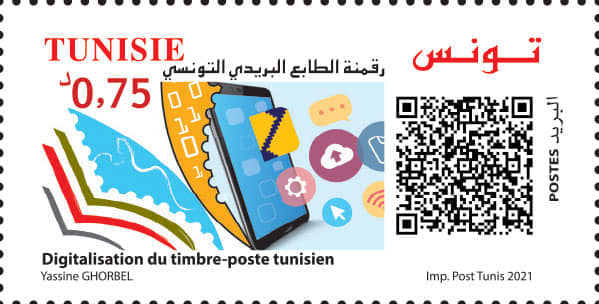 TUNISIE
تونس
رقمنة الطابع البريدي التونسي
د 0,75
البريد
POSTES
Digitalisation du timbre-poste tunisien
Yassine GHORBEL
Imp. Post Tunis 2021